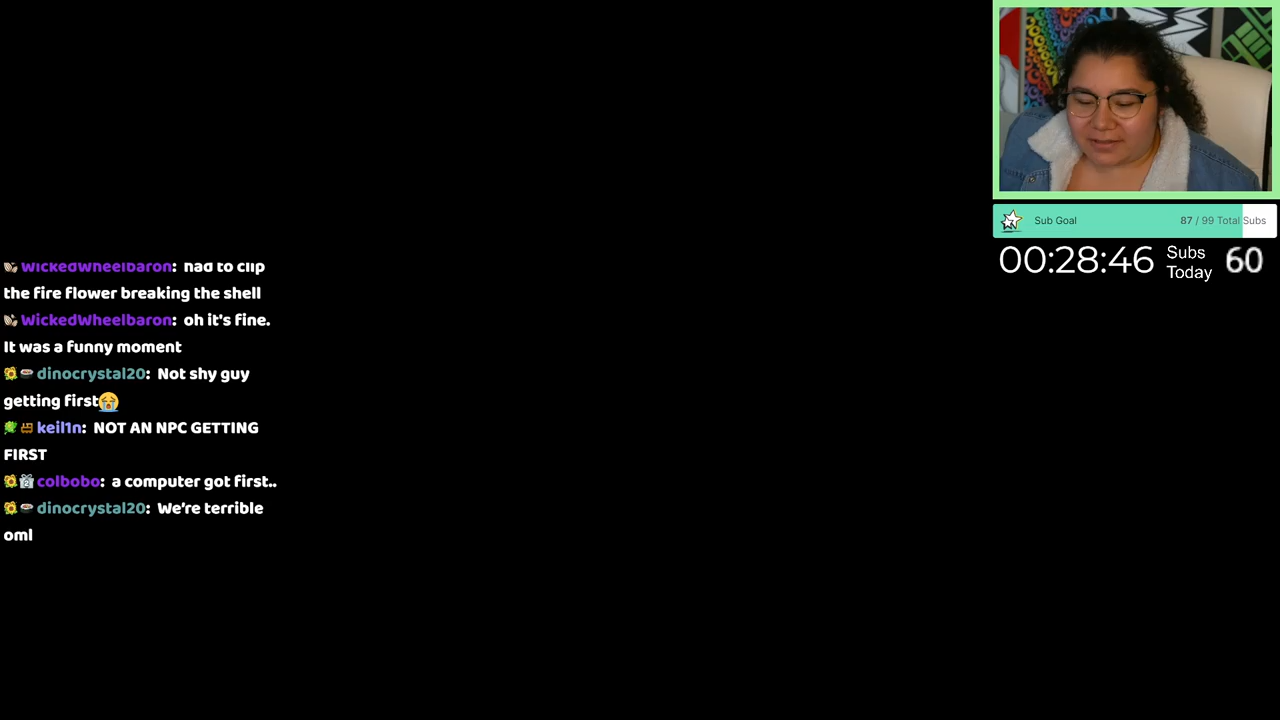 WickedWheelbaron: had to clip
the fire flower breaking the shell
WickedWheelbaron: oh it's fine.
It was a funny moment
dinocrystal20: Not shy guy
getting first😭
keil1n: NOT AN NPC GETTING
FIRST
colbobo: a computer got first..
dinocrystal20: We're terrible
oml
Sub Goal 87 / 99 Total Subs
00:28:46 Subs Today 60